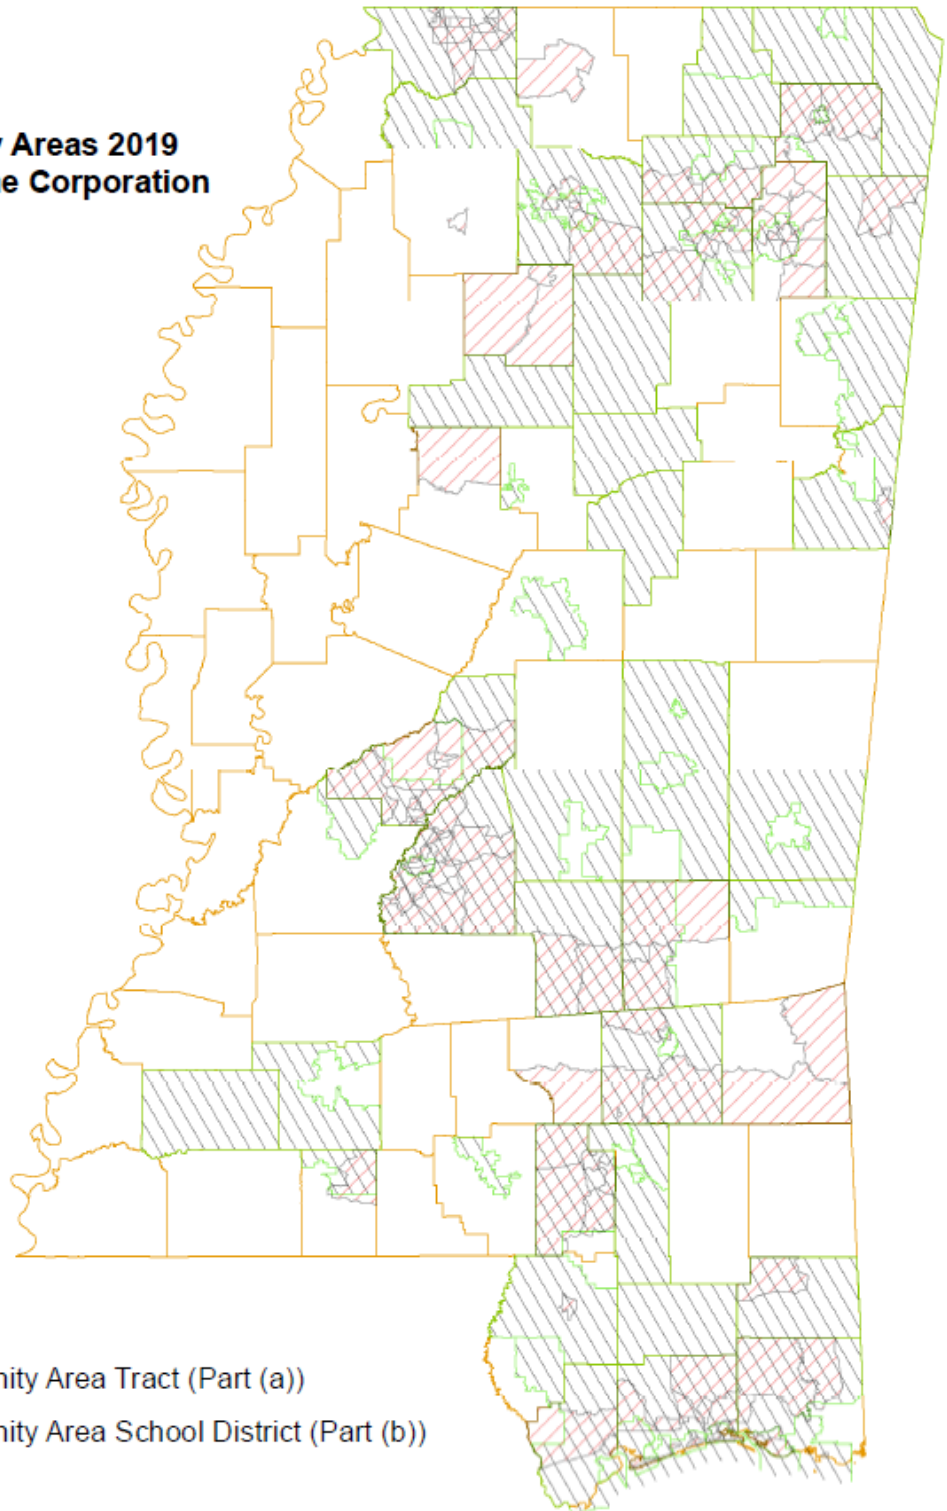 y Areas 2019
e Corporation
nity Area Tract (Part (a))
nity Area School District (Part (b))